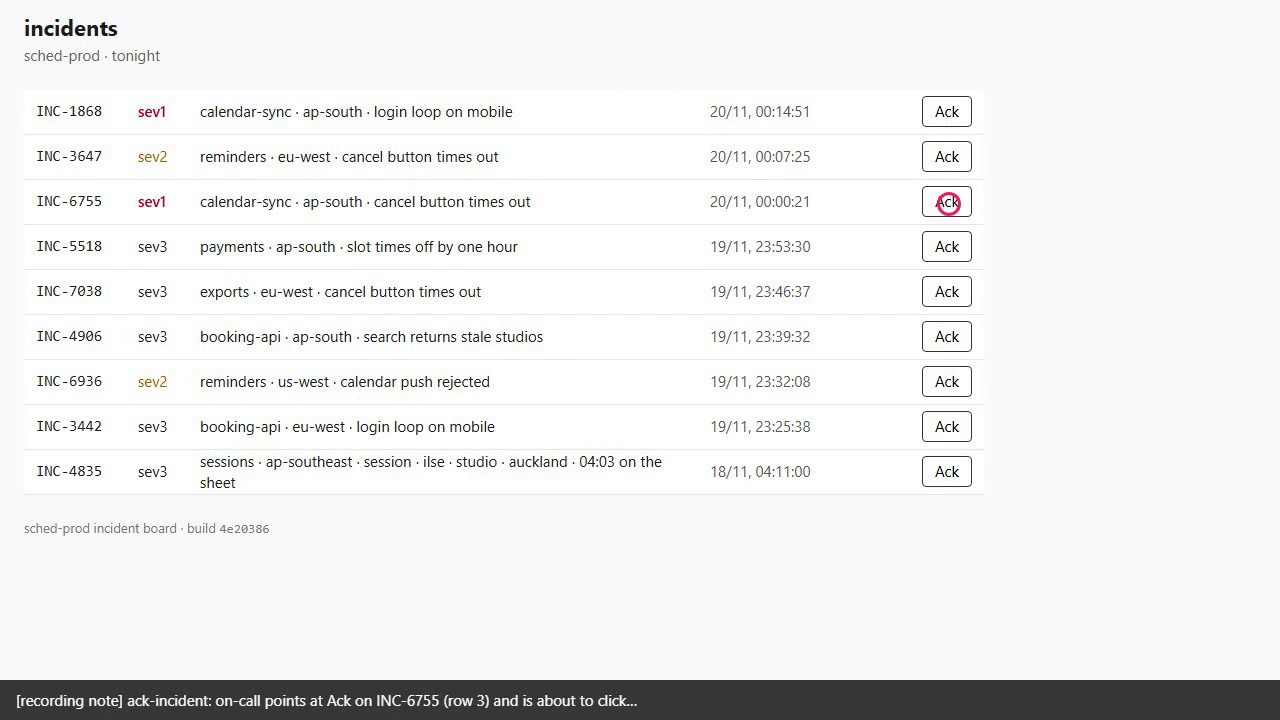 incidents
sched-prod · tonight
INC-1868 sev1 calendar-sync · ap-south · login loop on mobile 20/11, 00:14:51 Ack
INC-3647 sev2 reminders · eu-west · cancel button times out 20/11, 00:07:25 Ack
INC-6755 sev1 calendar-sync · ap-south · cancel button times out 20/11, 00:00:21 Ack
INC-5518 sev3 payments · ap-south · slot times off by one hour 19/11, 23:53:30 Ack
INC-7038 sev3 exports · eu-west · cancel button times out 19/11, 23:46:37 Ack
INC-4906 sev3 booking-api · ap-south · search returns stale studios 19/11, 23:39:32 Ack
INC-6936 sev2 reminders · us-west · calendar push rejected 19/11, 23:32:08 Ack
INC-3442 sev3 booking-api · eu-west · login loop on mobile 19/11, 23:25:38 Ack
INC-4835 sev3 sessions · ap-southeast · session · ilse · studio · auckland · 04:03 on the
sheet 18/11, 04:11:00 Ack
sched-prod incident board · build 4e20386
[recording note] ack-incident: on-call points at Ack on INC-6755 (row 3) and is about to click...